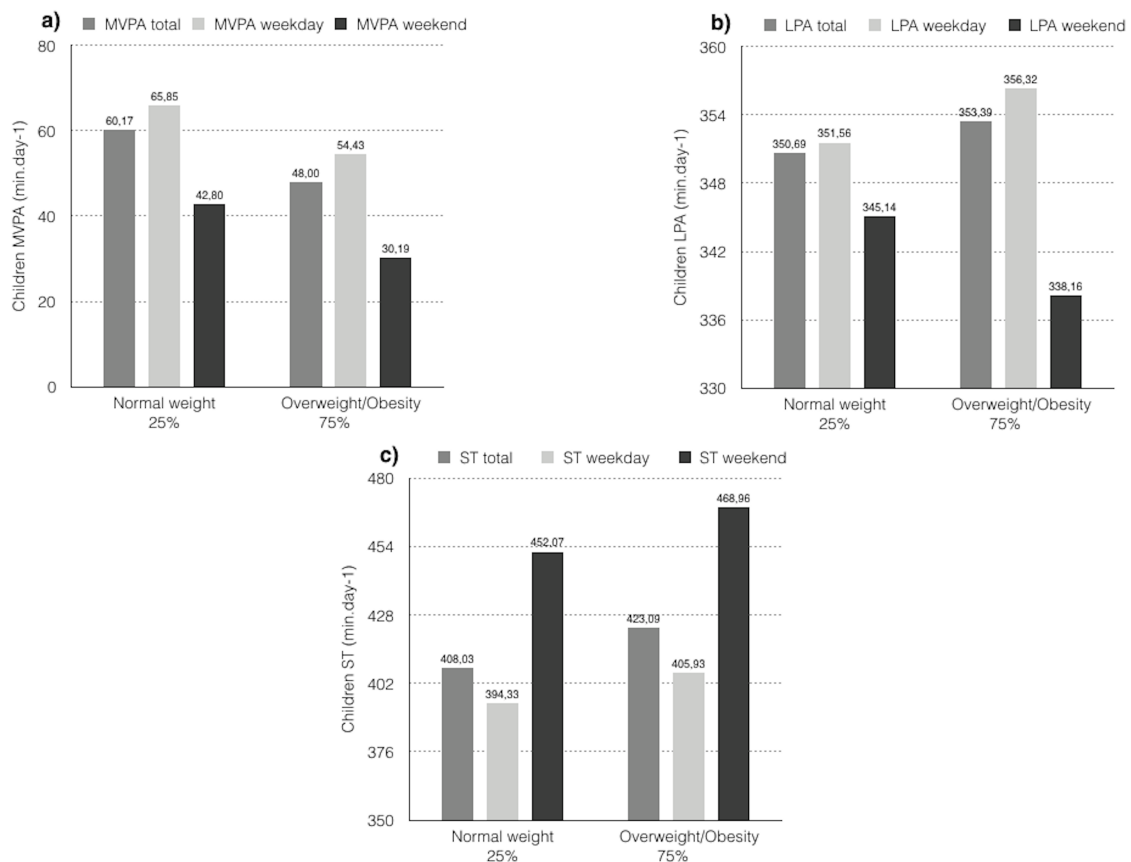 a)
MVPA total MVPA weekday MVPA weekend
Children MVPA (min.day-1)
80
60
40
20
0
60,17
65,85
42,80
48,00
54,43
30,19
Normal weight
25%
Overweight/Obesity
75%
b)
LPA total LPA weekday LPA weekend
Children LPA (min.day-1)
360
354
348
342
336
330
350,69
351,56
345,14
353,39
356,32
338,16
Normal weight
25%
Overweight/Obesity
75%
c)
ST total ST weekday ST weekend
Children ST (min.day-1)
480
454
428
402
376
350
408,03
394,33
452,07
423,09
405,93
468,96
Normal weight
25%
Overweight/Obesity
75%